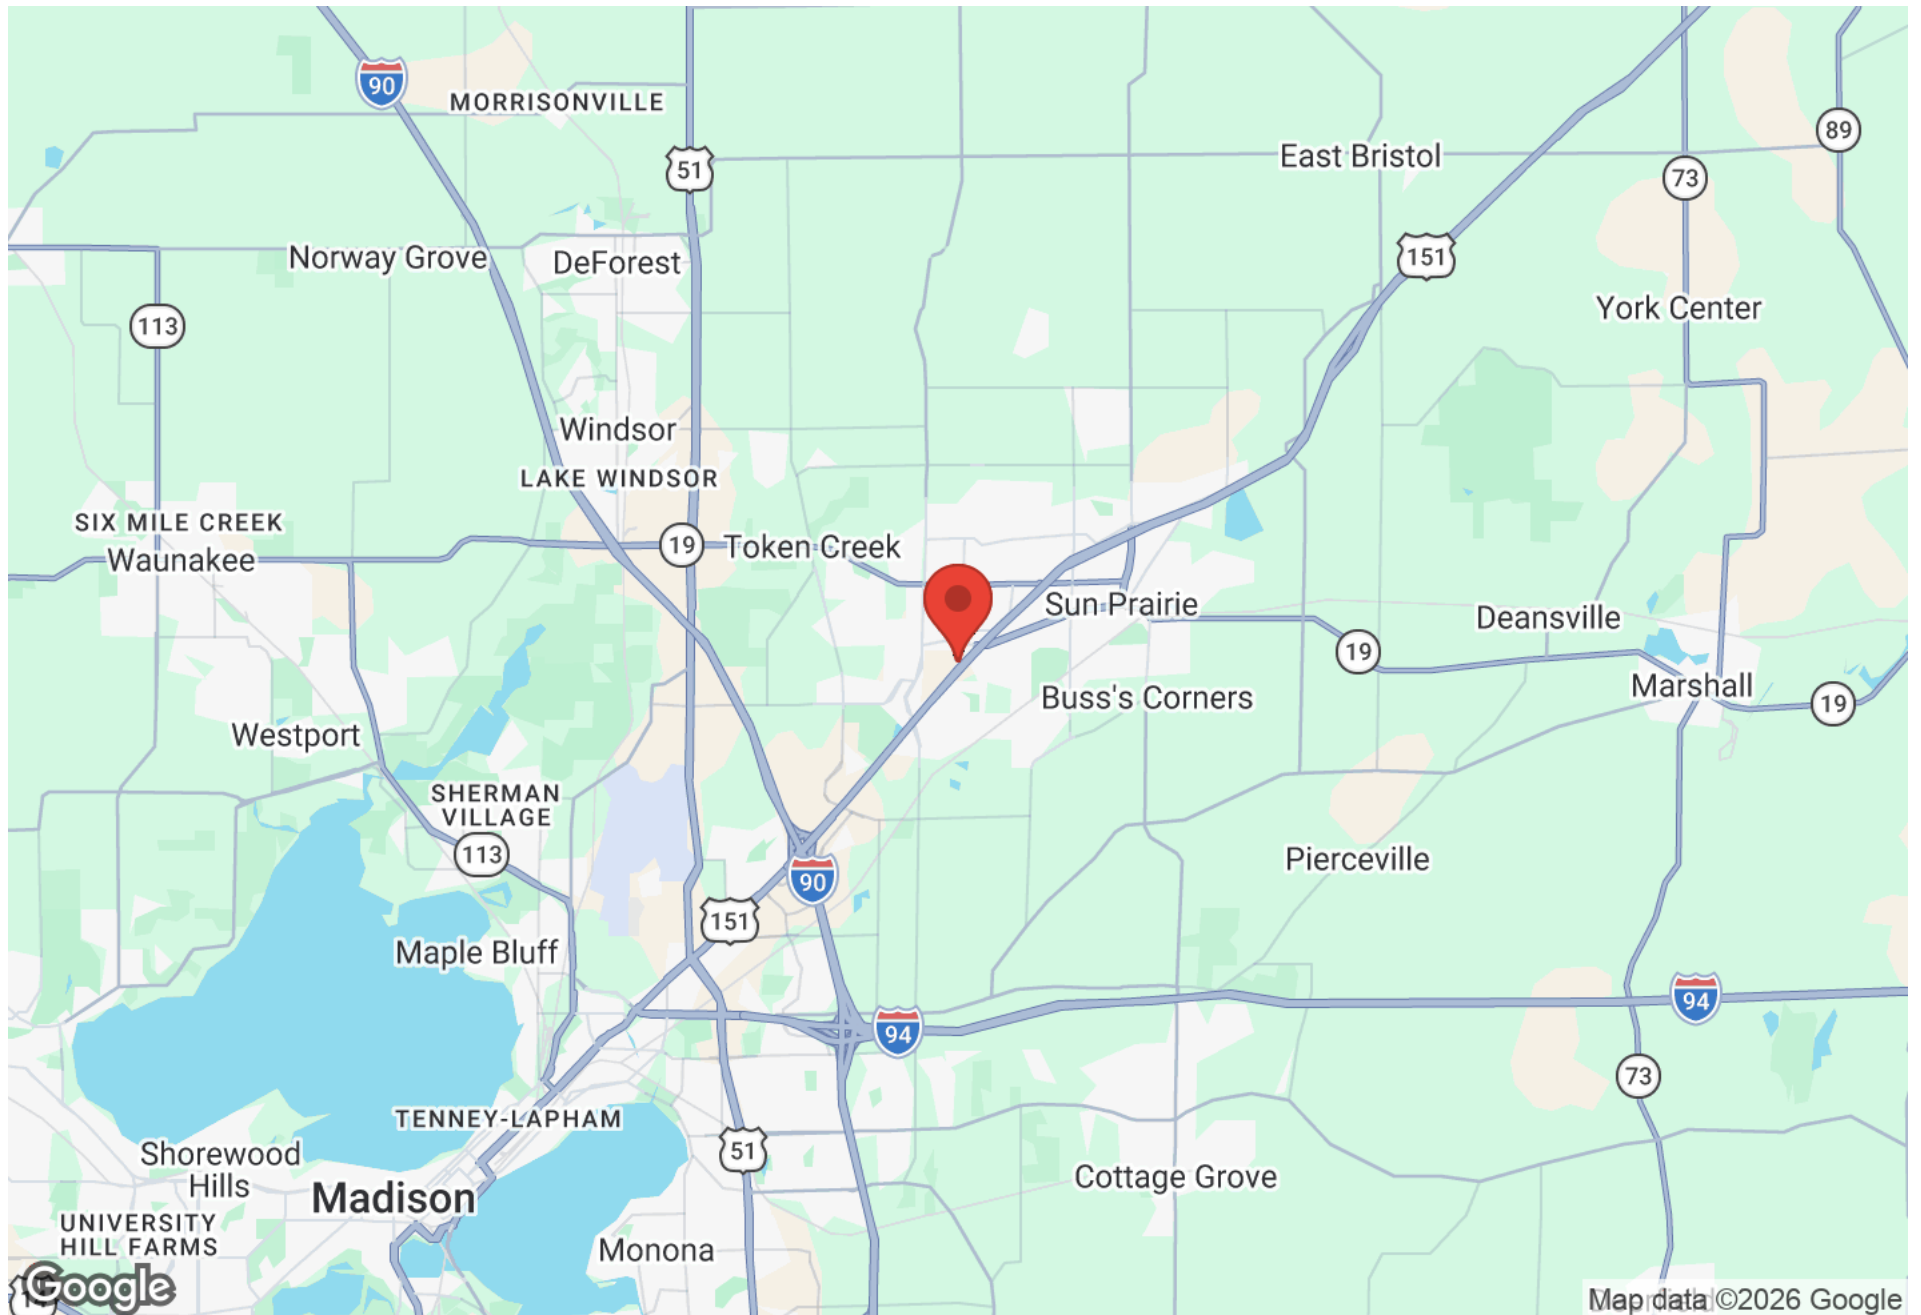 90
MORRISONVILLE
51
East Bristol
89
73
Norway Grove
DeForest
151
113
York Center
Windsor
LAKE WINDSOR
SIX MILE CREEK
Waunakee
19
Token Creek
Sun Prairie
Deansville
19
Marshall
19
Buss's Corners
Westport
SHERMAN
VILLAGE
113
90
Pierceville
151
Maple Bluff
94
94
73
TENNEY-LAPHAM
51
Shorewood
Hills
Cottage Grove
Madison
UNIVERSITY
HILL FARMS
Monona
Google
Map data ©2026 Google